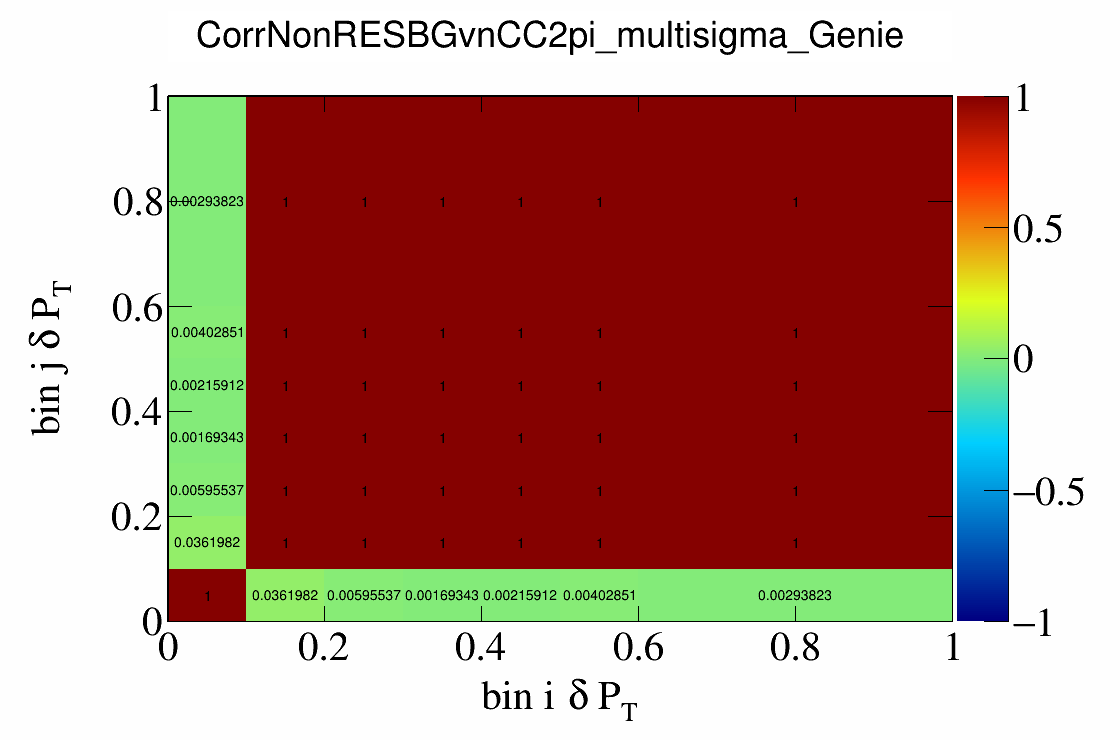 CorrNonRESBGvnCC2pi_multisigma_Genie
1
0.8
0.6
0.4
0.2
0
bin j δ P_T
0.00293823 1 1 1 1 1 1
0.00402851 1 1 1 1 1 1
0.00215912 1 1 1 1 1 1
0.00169343 1 1 1 1 1 1
0.00595537 1 1 1 1 1 1
0.0361982 1 1 1 1 1 1
1 0.0361982 0.00595537 0.00169343 0.00215912 0.00402851 0.00293823
0 0.2 0.4 0.6 0.8 1
bin i δ P_T
1
0.5
0
−0.5
−1